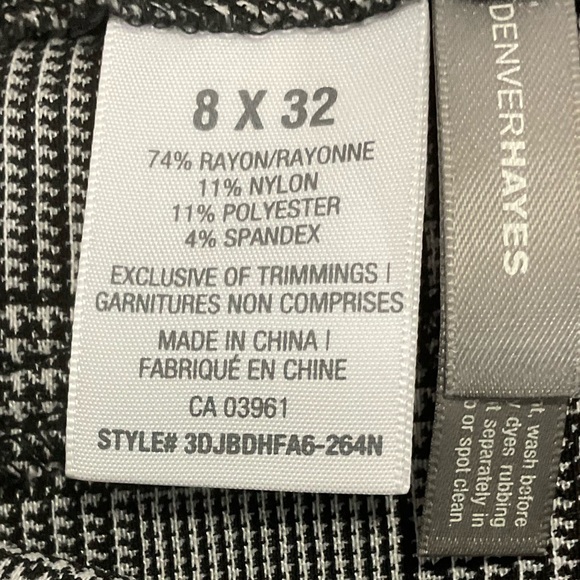 8 X 32
74% RAYON/RAYONNE
11% NYLON
11% POLYESTER
4% SPANDEX
EXCLUSIVE OF TRIMMINGS |
GARNITURES NON COMPRISES
MADE IN CHINA |
FABRIQUÉ EN CHINE
CA 03961
STYLE# 3DJBDHFA6-264N
DENVERHAYES
wash before
dyes rubbing
separately in
or spot clean.